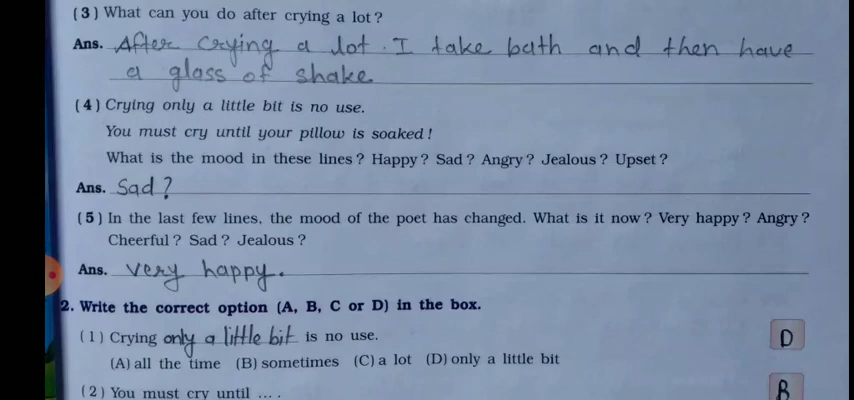 (3) What can you do after crying a lot?
Ans. After crying a lot. I take bath and then have
a glass of shake
(4) Crying only a little bit is no use.
You must cry until your pillow is soaked!
What is the mood in these lines? Happy? Sad? Angry? Jealous? Upset?
Ans. Sad?
(5) In the last few lines, the mood of the poet has changed. What is it now? Very happy? Angry?
Cheerful? Sad? Jealous?
Ans. very happy.
2. Write the correct option (A, B, C or D) in the box.
(1) Crying only a little bit is no use. D
(A) all the time (B) sometimes (C) a lot (D) only a little bit
(2) You must cry until .... B